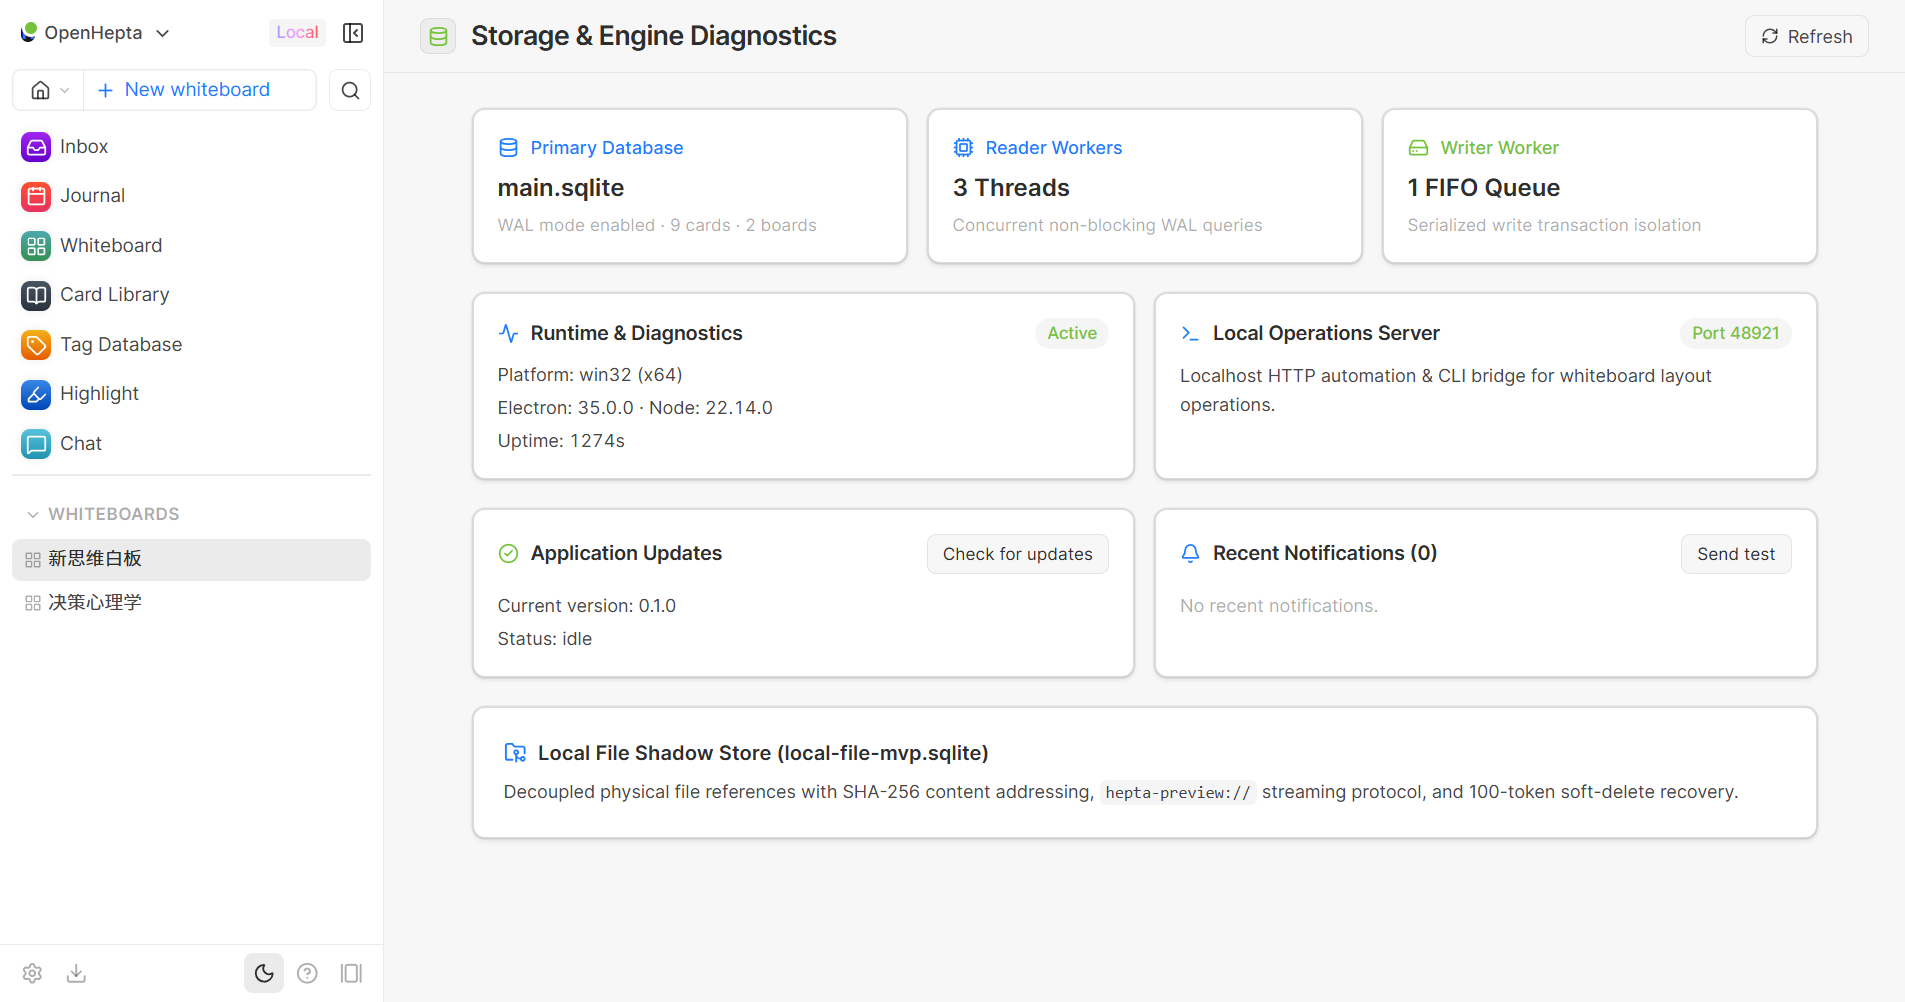 OpenHepta
Local
New whiteboard
Inbox
Journal
Whiteboard
Card Library
Tag Database
Highlight
Chat
WHITEBOARDS
新思维白板
决策心理学
Storage & Engine Diagnostics
Refresh
Primary Database
main.sqlite
WAL mode enabled · 9 cards · 2 boards
Reader Workers
3 Threads
Concurrent non-blocking WAL queries
Writer Worker
1 FIFO Queue
Serialized write transaction isolation
Runtime & Diagnostics
Active
Platform: win32 (x64)
Electron: 35.0.0 · Node: 22.14.0
Uptime: 1274s
Local Operations Server
Port 48921
Localhost HTTP automation & CLI bridge for whiteboard layout
operations.
Application Updates
Check for updates
Current version: 0.1.0
Status: idle
Recent Notifications (0)
Send test
No recent notifications.
Local File Shadow Store (local-file-mvp.sqlite)
Decoupled physical file references with SHA-256 content addressing, hepta-preview:// streaming protocol, and 100-token soft-delete recovery.